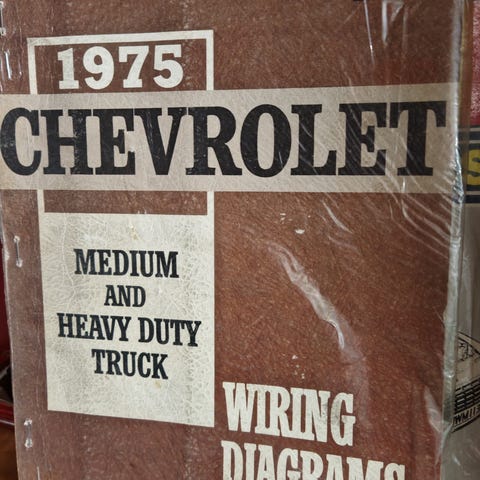 1975
CHEVROLET
MEDIUM
AND
HEAVY DUTY
TRUCK
WIRING
DIAGRAMS